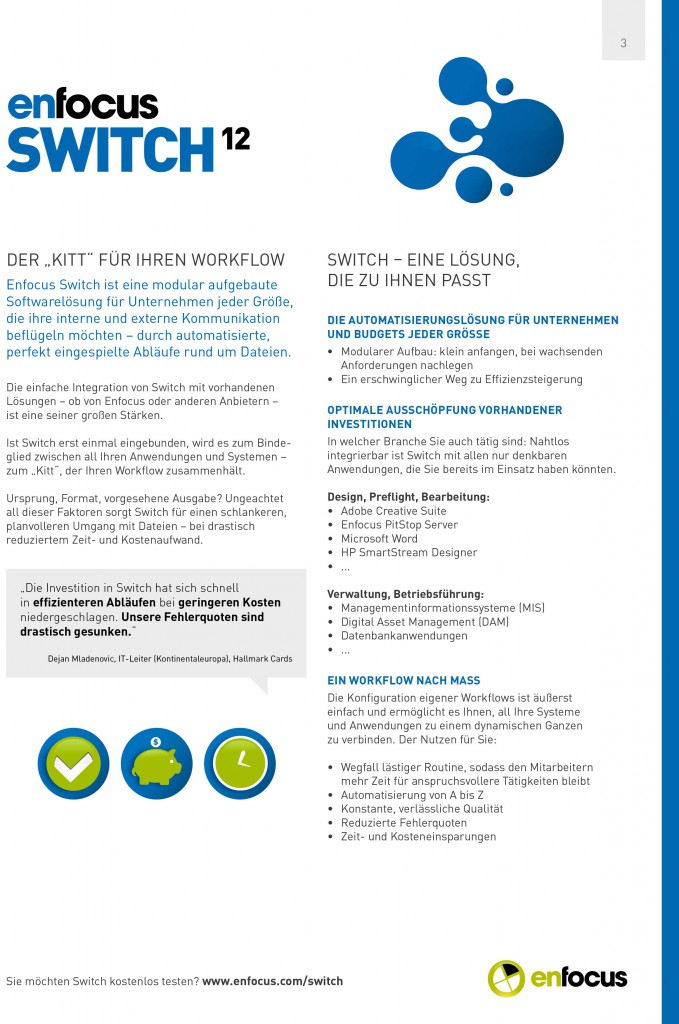 3
enfocus
SWITCH 12
DER „KITT“ FÜR IHREN WORKFLOW
Enfocus Switch ist eine modular aufgebaute
Softwarelösung für Unternehmen jeder Größe,
die ihre interne und externe Kommunikation
beflügeln möchten – durch automatisierte,
perfekt eingespielte Abläufe rund um Dateien.
Die einfache Integration von Switch mit vorhandenen
Lösungen – ob von Enfocus oder anderen Anbietern –
ist eine seiner großen Stärken.
Ist Switch erst einmal eingebunden, wird es zum Binde-
glied zwischen all Ihren Anwendungen und Systemen –
zum „Kitt“, der Ihren Workflow zusammenhält.
Ursprung, Format, vorgesehene Ausgabe? Ungeachtet
all dieser Faktoren sorgt Switch für einen schlankeren,
planvolleren Umgang mit Dateien – bei drastisch
reduziertem Zeit- und Kostenaufwand.
„Die Investition in Switch hat sich schnell
in effizienteren Abläufen bei geringeren Kosten
niedergeschlagen. Unsere Fehlerquoten sind
drastisch gesunken.“
Dejan Mladenovic, IT-Leiter (Kontinentaleuropa), Hallmark Cards
$
SWITCH – EINE LÖSUNG,
DIE ZU IHNEN PASST
DIE AUTOMATISIERUNGSLÖSUNG FÜR UNTERNEHMEN
UND BUDGETS JEDER GRÖSSE
• Modularer Aufbau: klein anfangen, bei wachsenden
Anforderungen nachlegen
• Ein erschwinglicher Weg zu Effizienzsteigerung
OPTIMALE AUSSCHÖPFUNG VORHANDENER
INVESTITIONEN
In welcher Branche Sie auch tätig sind: Nahtlos
integrierbar ist Switch mit allen nur denkbaren
Anwendungen, die Sie bereits im Einsatz haben könnten.
Design, Preflight, Bearbeitung:
• Adobe Creative Suite
• Enfocus PitStop Server
• Microsoft Word
• HP SmartStream Designer
• ...
Verwaltung, Betriebsführung:
• Managementinformationssysteme (MIS)
• Digital Asset Management (DAM)
• Datenbankanwendungen
• ...
EIN WORKFLOW NACH MASS
Die Konfiguration eigener Workflows ist äußerst
einfach und ermöglicht es Ihnen, all Ihre Systeme
und Anwendungen zu einem dynamischen Ganzen
zu verbinden. Der Nutzen für Sie:
• Wegfall lästiger Routine, sodass den Mitarbeitern
mehr Zeit für anspruchsvollere Tätigkeiten bleibt
• Automatisierung von A bis Z
• Konstante, verlässliche Qualität
• Reduzierte Fehlerquoten
• Zeit- und Kosteneinsparungen
Sie möchten Switch kostenlos testen? www.enfocus.com/switch
enfocus